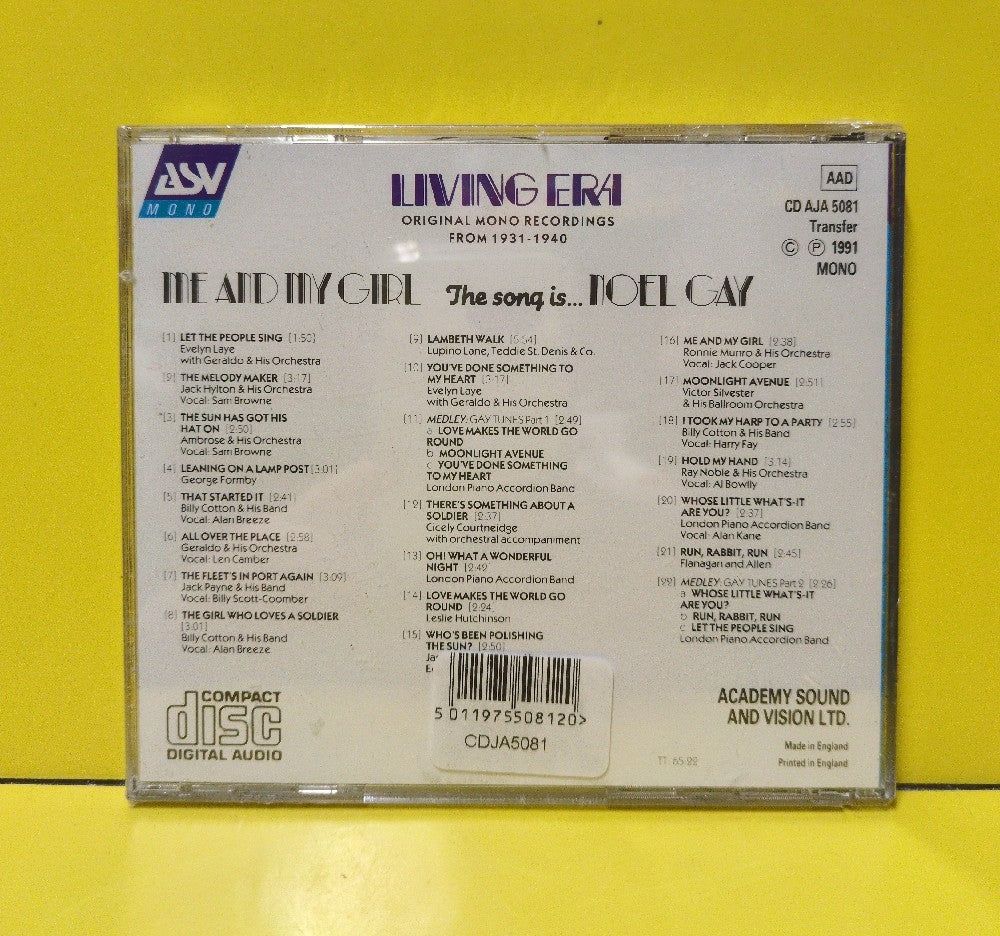 ASV
MONO
LIVING ERA
ORIGINAL MONO RECORDINGS
FROM 1931-1940
AAD
CD AJA 5081
Transfer
© ℗ 1991
MONO
ME AND MY GIRL The song is... NOEL GAY
[1] LET THE PEOPLE SING [1:50]
Evelyn Laye
with Geraldo & His Orchestra
[2] THE MELODY MAKER [3:17]
Jack Hylton & His Orchestra
Vocal: Sam Browne
*[3] THE SUN HAS GOT HIS
HAT ON [2:50]
Ambrose & His Orchestra
Vocal: Sam Browne
[4] LEANING ON A LAMP POST [3:01]
George Formby
[5] THAT STARTED IT [2:41]
Billy Cotton & His Band
Vocal: Alan Breeze
[6] ALL OVER THE PLACE [2:58]
Geraldo & His Orchestra
Vocal: Len Camber
[7] THE FLEET'S IN PORT AGAIN [3:09]
Jack Payne & His Band
Vocal: Billy Scott-Coomber
[8] THE GIRL WHO LOVES A SOLDIER
[3:01]
Billy Cotton & His Band
Vocal: Alan Breeze
[9] LAMBETH WALK
Lupino Lane, Teddie St. Denis & Co.
[10] YOU'VE DONE SOMETHING TO
MY HEART [3:17]
Evelyn Laye
with Geraldo & His Orchestra
[11] MEDLEY: GAY TUNES Part 1 [2:49]
a LOVE MAKES THE WORLD GO
ROUND
b MOONLIGHT AVENUE
c YOU'VE DONE SOMETHING
TO MY HEART
London Piano Accordion Band
[12] THERE'S SOMETHING ABOUT A
SOLDIER [2:37]
Cicely Courtneidge
with orchestral accompaniment
[13] OH! WHAT A WONDERFUL
NIGHT [2:42]
London Piano Accordion Band
[14] LOVE MAKES THE WORLD GO
ROUND [2:24]
Leslie Hutchinson
[15] WHO'S BEEN POLISHING
THE SUN? [2:50]
[16] ME AND MY GIRL [2:38]
Ronnie Munro & His Orchestra
Vocal: Jack Cooper
[17] MOONLIGHT AVENUE [2:51]
Victor Silvester
& His Ballroom Orchestra
[18] I TOOK MY HARP TO A PARTY [2:55]
Billy Cotton & His Band
Vocal: Harry Fay
[19] HOLD MY HAND [3:14]
Ray Noble & His Orchestra
Vocal: Al Bowlly
[20] WHOSE LITTLE WHAT'S-IT
ARE YOU? [2:37]
London Piano Accordion Band
Vocal: Alan Kane
[21] RUN, RABBIT, RUN [2:45]
Flanagan and Allen
[22] MEDLEY: GAY TUNES Part 2 [2:26]
a WHOSE LITTLE WHAT'S-IT
ARE YOU?
b RUN, RABBIT, RUN
c LET THE PEOPLE SING
London Piano Accordion Band
COMPACT
disc
DIGITAL AUDIO
5 011975508120>
CDJA5081
ACADEMY SOUND
AND VISION LTD.
Made in England
Printed in England
TT 65:22